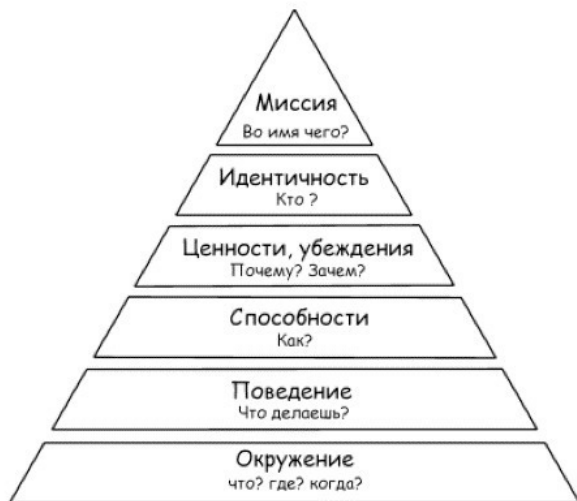 Миссия
Во имя чего?
Идентичность
Кто ?
Ценности, убеждения
Почему? Зачем?
Способности
Как?
Поведение
Что делаешь?
Окружение
что? где? когда?